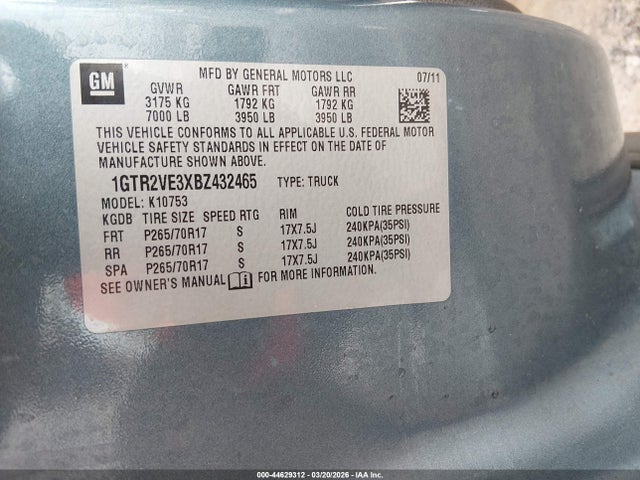 GM
MFD BY GENERAL MOTORS LLC 07/11
GVWR GAWR FRT GAWR RR
3175 KG 1792 KG 1792 KG
7000 LB 3950 LB 3950 LB
THIS VEHICLE CONFORMS TO ALL APPLICABLE U.S. FEDERAL MOTOR
VEHICLE SAFETY STANDARDS IN EFFECT ON THE DATE OF
MANUFACTURE SHOWN ABOVE.
1GTR2VE3XBZ432465 TYPE: TRUCK
MODEL: K10753
KGDB TIRE SIZE SPEED RTG RIM COLD TIRE PRESSURE
FRT P265/70R17 S 17X7.5J 240KPA(35PSI)
RR P265/70R17 S 17X7.5J 240KPA(35PSI)
SPA P265/70R17 S 17X7.5J 240KPA(35PSI)
SEE OWNER'S MANUAL FOR MORE INFORMATION.
000-44629312 - 03/20/2026 - IAA Inc.